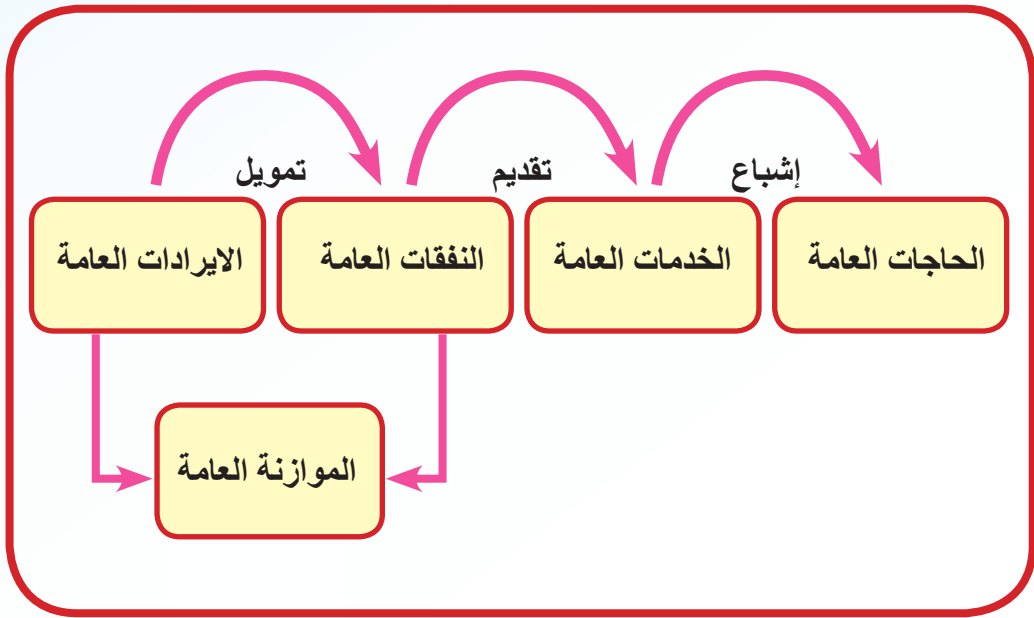 إشباع
تقديم
تمويل
الحاجات العامة
الخدمات العامة
النفقات العامة
الايرادات العامة
الموازنة العامة